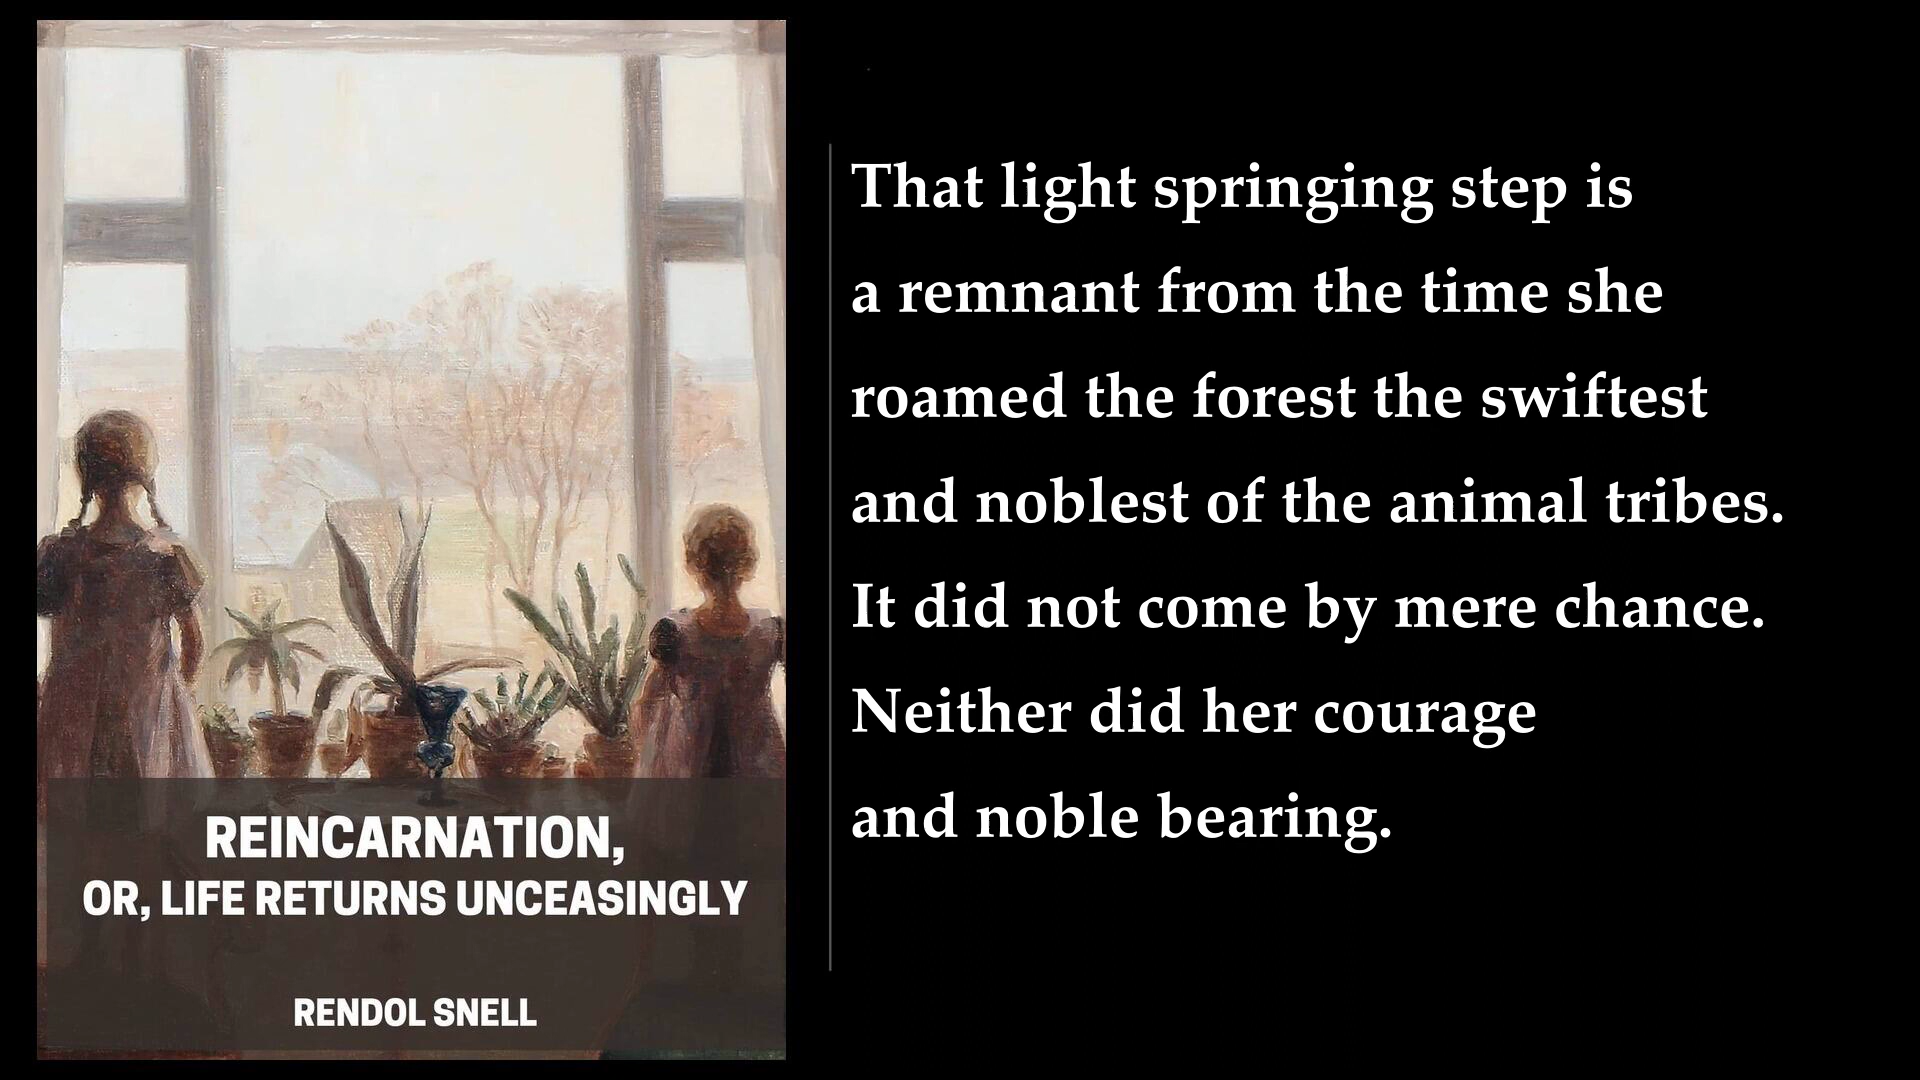 REINCARNATION,
OR, LIFE RETURNS UNCEASINGLY
RENDOL SNELL
That light springing step is
a remnant from the time she
roamed the forest the swiftest
and noblest of the animal tribes.
It did not come by mere chance.
Neither did her courage
and noble bearing.